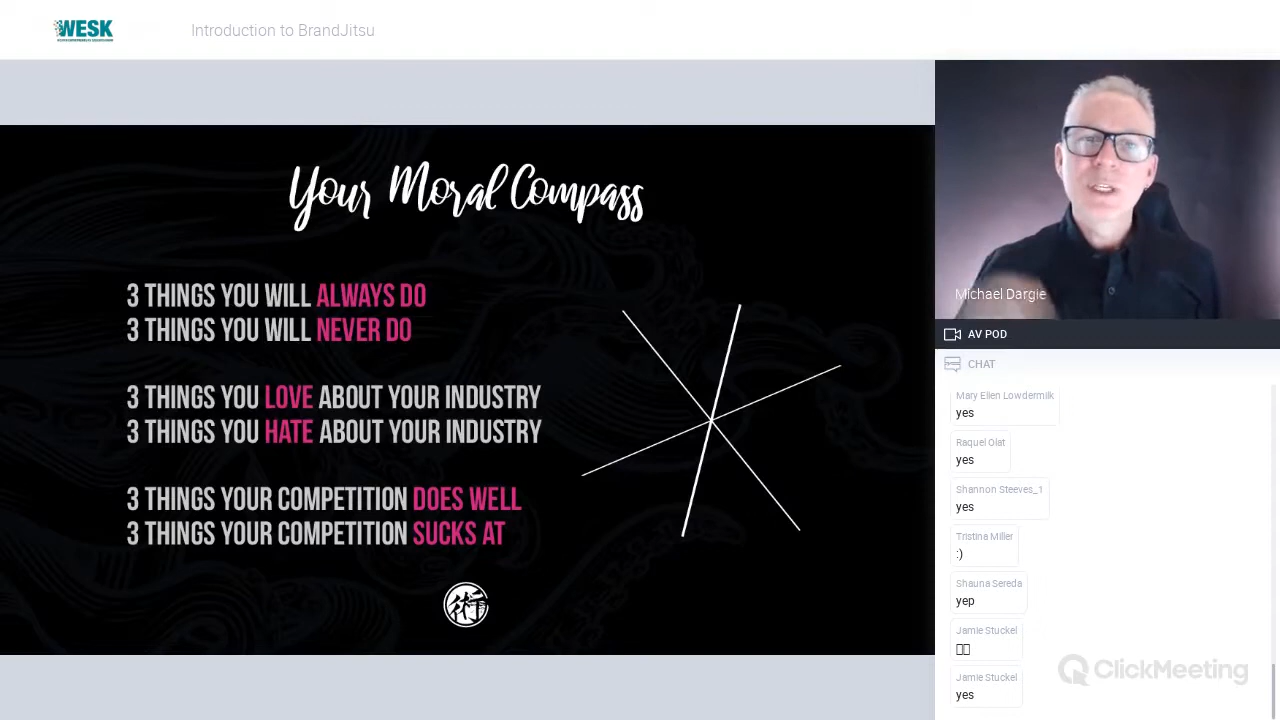 WESK
Introduction to BrandJitsu
Your Moral Compass
3 THINGS YOU WILL ALWAYS DO
3 THINGS YOU WILL NEVER DO
3 THINGS YOU LOVE ABOUT YOUR INDUSTRY
3 THINGS YOU HATE ABOUT YOUR INDUSTRY
3 THINGS YOUR COMPETITION DOES WELL
3 THINGS YOUR COMPETITION SUCKS AT
術
Michael Dargie
AV POD
CHAT
Mary Ellen Lowdermilk
yes
Raquel Olat
yes
Shannon Steeves_1
yes
Tristina Miller
:)
Shauna Sereda
yep
Jamie Stuckel
Jamie Stuckel
yes
ClickMeeting